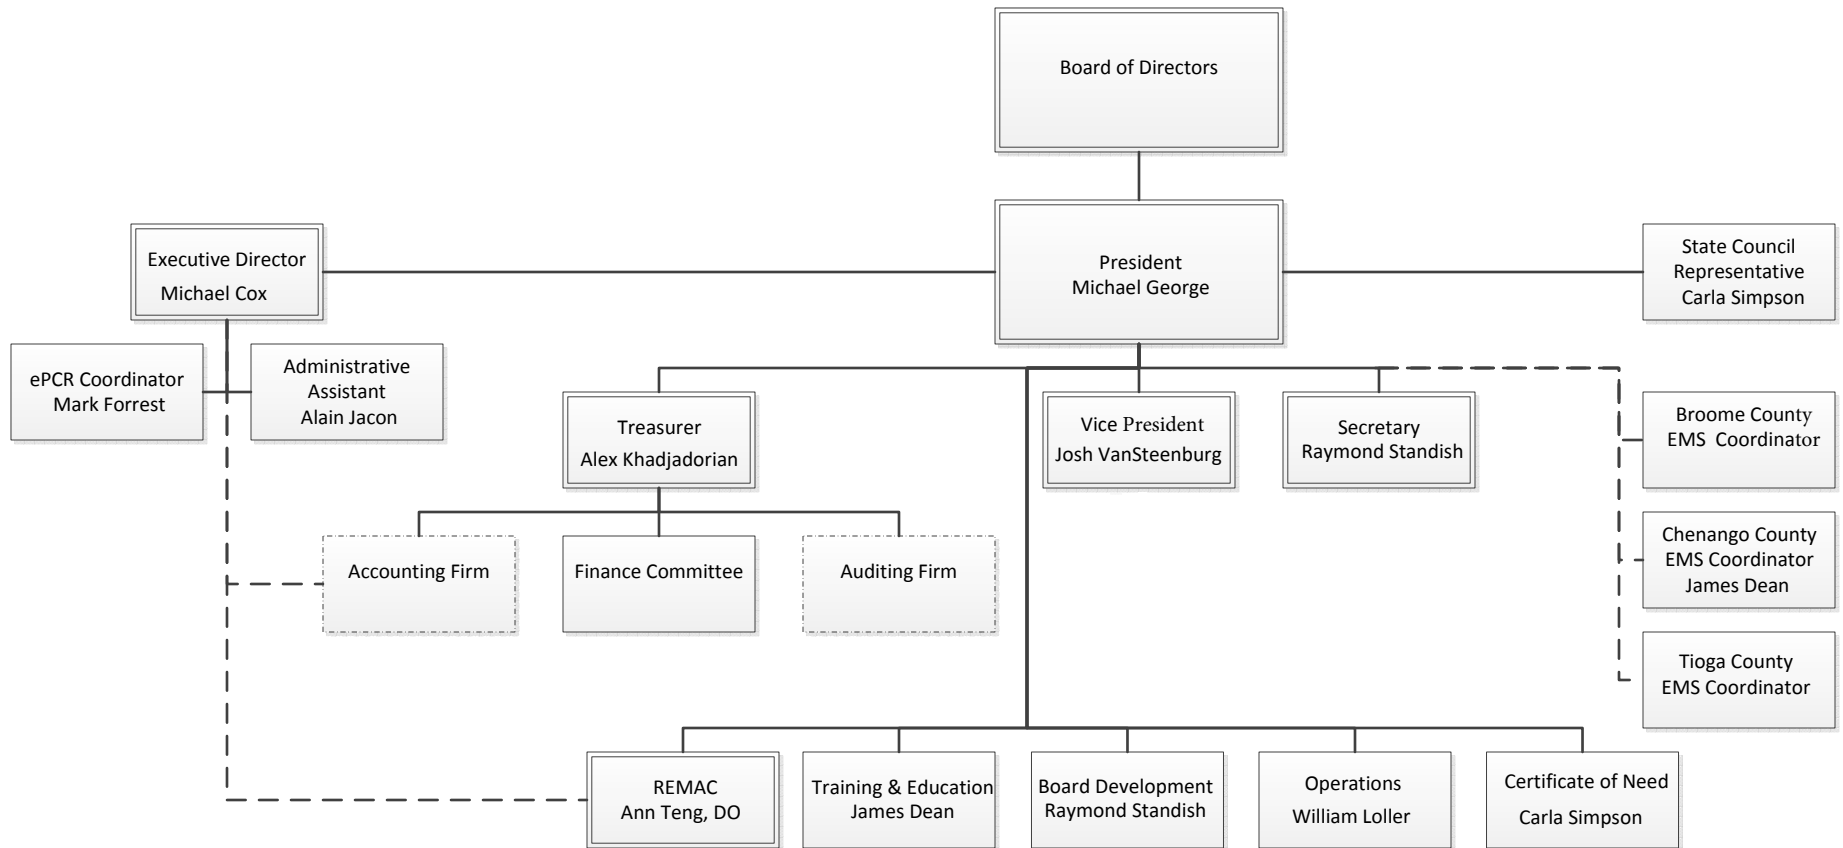 Board of Directors
President
Michael George
Executive Director
Michael Cox
State Council
Representative
Carla Simpson
ePCR Coordinator
Mark Forrest
Administrative
Assistant
Alain Jacon
Treasurer
Alex Khadjadorian
Vice President
Josh VanSteenburg
Secretary
Raymond Standish
Broome County
EMS Coordinator
Accounting Firm
Finance Committee
Auditing Firm
Chenango County
EMS Coordinator
James Dean
Tioga County
EMS Coordinator
REMAC
Ann Teng, DO
Training & Education
James Dean
Board Development
Raymond Standish
Operations
William Loller
Certificate of Need
Carla Simpson